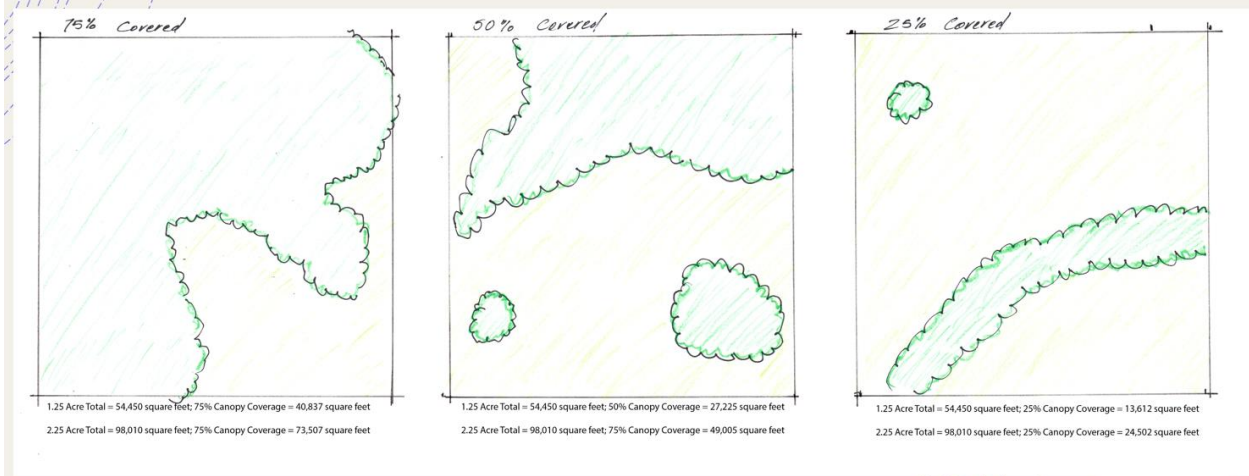 75% Covered
50% Covered
25% Covered
1.25 Acre Total = 54,450 square feet; 75% Canopy Coverage = 40,837 square feet
2.25 Acre Total = 98,010 square feet; 75% Canopy Coverage = 73,507 square feet
1.25 Acre Total = 54,450 square feet; 50% Canopy Coverage = 27,225 square feet
2.25 Acre Total = 98,010 square feet; 75% Canopy Coverage = 49,005 square feet
1.25 Acre Total = 54,450 square feet; 25% Canopy Coverage = 13,612 square feet
2.25 Acre Total = 98,010 square feet; 25% Canopy Coverage = 24,502 square feet